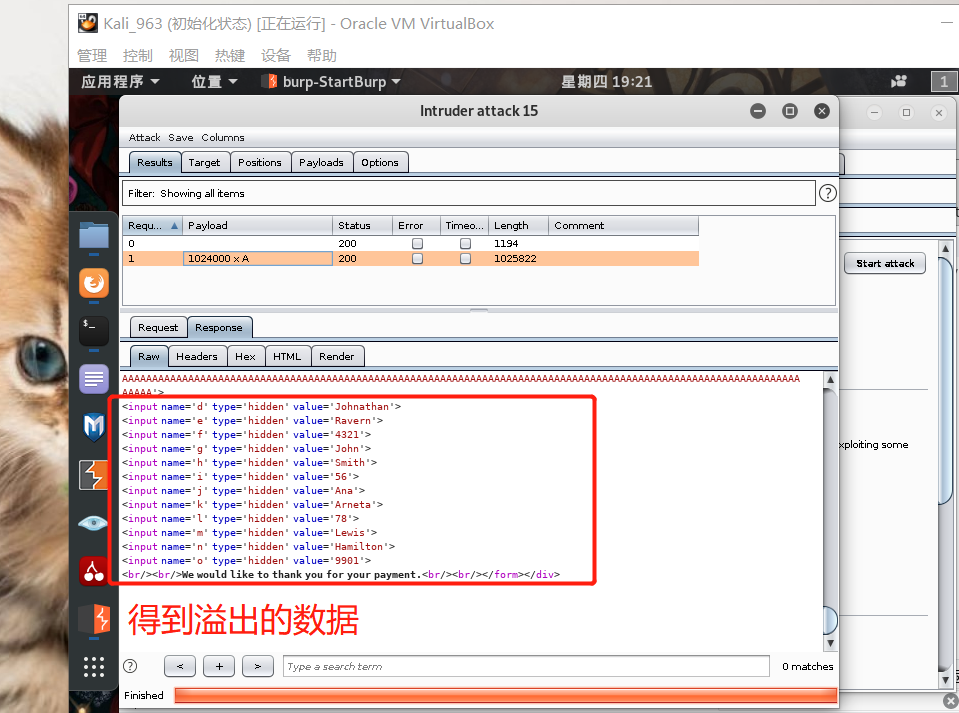 Kali_963 (初始化状态) [正在运行] - Oracle VM VirtualBox
管理 控制 视图 热键 设备 帮助
应用程序 位置 burp-StartBurp 星期四 19:21 1
Intruder attack 15
Attack Save Columns
Results Target Positions Payloads Options
Filter: Showing all items ?
Requ... Payload Status Error Timeo... Length Comment
0 200 1194
1 1024000 x A 200 1025822
Start attack
Request Response
Raw Headers Hex HTML Render
AAAAA'>
<input name='d' type='hidden' value='Johnathan'>
<input name='e' type='hidden' value='Ravern'>
<input name='f' type='hidden' value='4321'>
<input name='g' type='hidden' value='John'>
<input name='h' type='hidden' value='Smith'>
<input name='i' type='hidden' value='56'>
<input name='j' type='hidden' value='Ana'>
<input name='k' type='hidden' value='Arneta'>
<input name='l' type='hidden' value='78'>
<input name='m' type='hidden' value='Lewis'>
<input name='n' type='hidden' value='Hamilton'>
<input name='o' type='hidden' value='9901'>
<br/><br/>We would like to thank you for your payment.<br/><br/></form></div>
xploiting some
得到溢出的数据
? < + > Type a search term 0 matches
Finished